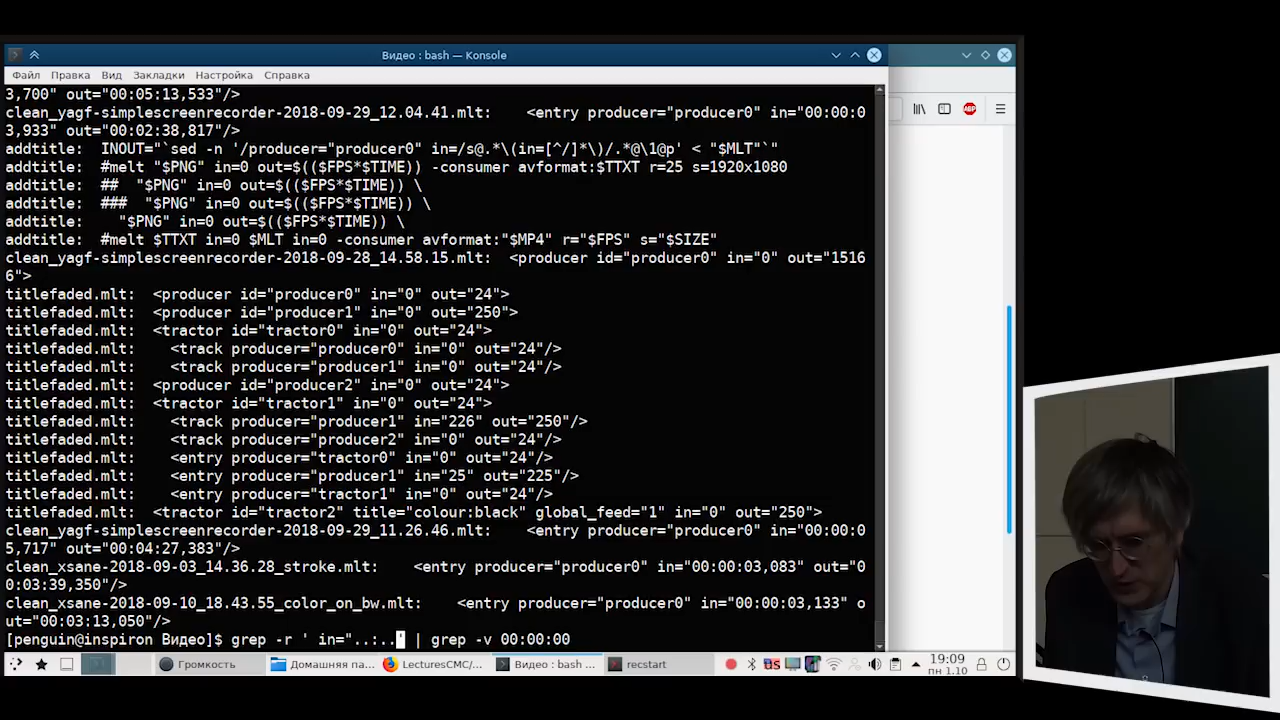 Видео : bash — Konsole
Файл Правка Вид Закладки Настройка Справка
3,700" out="00:05:13,533"/>
clean_yagf-simplescreenrecorder-2018-09-29_12.04.41.mlt:    <entry producer="producer0" in="00:00:0
3,933" out="00:02:38,817"/>
addtitle:  INOUT="`sed -n '/producer="producer0" in=/s@.*\(in=[^/]*\)/.*@\1@p' < "$MLT"`"
addtitle:  #melt "$PNG" in=0 out=$(($FPS*$TIME)) -consumer avformat:$TTXT r=25 s=1920x1080
addtitle:  ##  "$PNG" in=0 out=$(($FPS*$TIME)) \
addtitle:  ###  "$PNG" in=0 out=$(($FPS*$TIME)) \
addtitle:    "$PNG" in=0 out=$(($FPS*$TIME)) \
addtitle:  #melt $TTXT in=0 $MLT in=0 -consumer avformat:"$MP4" r="$FPS" s="$SIZE"
clean_yagf-simplescreenrecorder-2018-09-28_14.58.15.mlt:  <producer id="producer0" in="0" out="1516
6">
titlefaded.mlt:  <producer id="producer0" in="0" out="24">
titlefaded.mlt:  <producer id="producer1" in="0" out="250">
titlefaded.mlt:  <tractor id="tractor0" in="0" out="24">
titlefaded.mlt:    <track producer="producer0" in="0" out="24"/>
titlefaded.mlt:    <track producer="producer1" in="0" out="24"/>
titlefaded.mlt:  <producer id="producer2" in="0" out="24">
titlefaded.mlt:  <tractor id="tractor1" in="0" out="24">
titlefaded.mlt:    <track producer="producer1" in="226" out="250"/>
titlefaded.mlt:    <track producer="producer2" in="0" out="24"/>
titlefaded.mlt:    <entry producer="tractor0" in="0" out="24"/>
titlefaded.mlt:    <entry producer="producer1" in="25" out="225"/>
titlefaded.mlt:    <entry producer="tractor1" in="0" out="24"/>
titlefaded.mlt:  <tractor id="tractor2" title="colour:black" global_feed="1" in="0" out="250">
clean_yagf-simplescreenrecorder-2018-09-29_11.26.46.mlt:    <entry producer="producer0" in="00:00:0
5,717" out="00:04:27,383"/>
clean_xsane-2018-09-03_14.36.28_stroke.mlt:    <entry producer="producer0" in="00:00:03,083" out="0
0:03:39,350"/>
clean_xsane-2018-09-10_18.43.55_color_on_bw.mlt:    <entry producer="producer0" in="00:00:03,133" o
ut="00:03:13,050"/>
[penguin@inspiron Видео]$ grep -r ' in="..:..' | grep -v 00:00:00
Громкость Домашняя па... LecturesCMC/... Видео : bash ... recstart us 19:09
пн 1.10